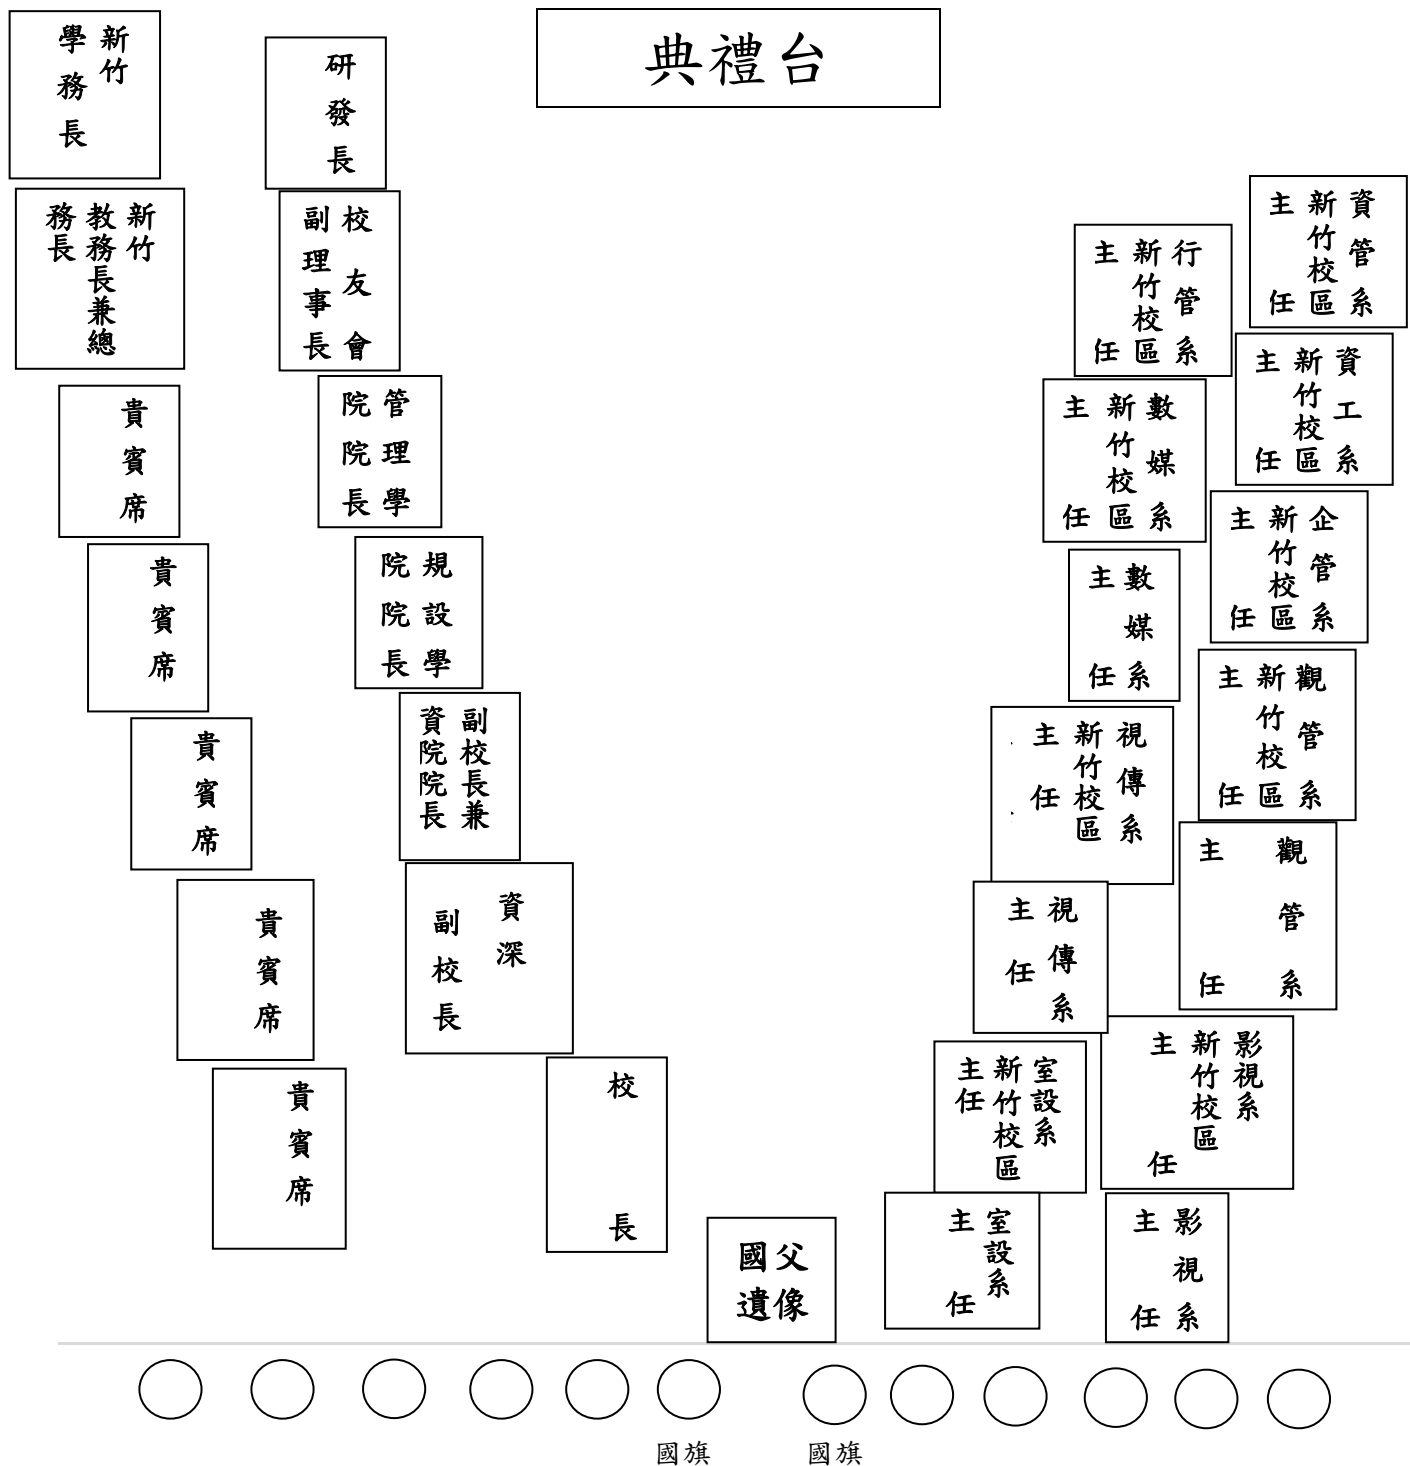 典禮台
新竹
學務長
新竹
教務長兼總
務長
貴賓席
貴賓席
貴賓席
貴賓席
貴賓席
研發長
校友會
副理事長
管理學
院院長
規設學
院院長
副校長兼
資院院長
資深
副校長
校長
國父
遺像
行管系
新竹校區
主任
數媒系
新竹校區
主任
數媒系
主任
視傳系
新竹校區
主任
視傳系
主任
室設系
新竹校區
主任
室設系
主任
資管系
新竹校區
主任
資工系
新竹校區
主任
企管系
新竹校區
主任
觀管系
新竹校區
主任
觀管系
主任
影視系
新竹校區
主任
影視系
主任
國旗
國旗